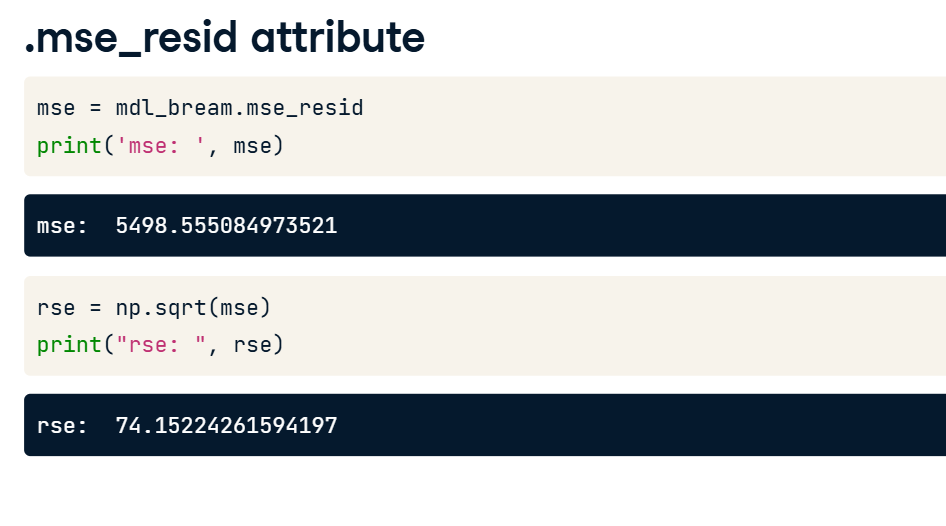 .mse_resid attribute
mse = mdl_bream.mse_resid
print('mse: ', mse)
mse:  5498.555084973521
rse = np.sqrt(mse)
print("rse: ", rse)
rse:  74.15224261594197